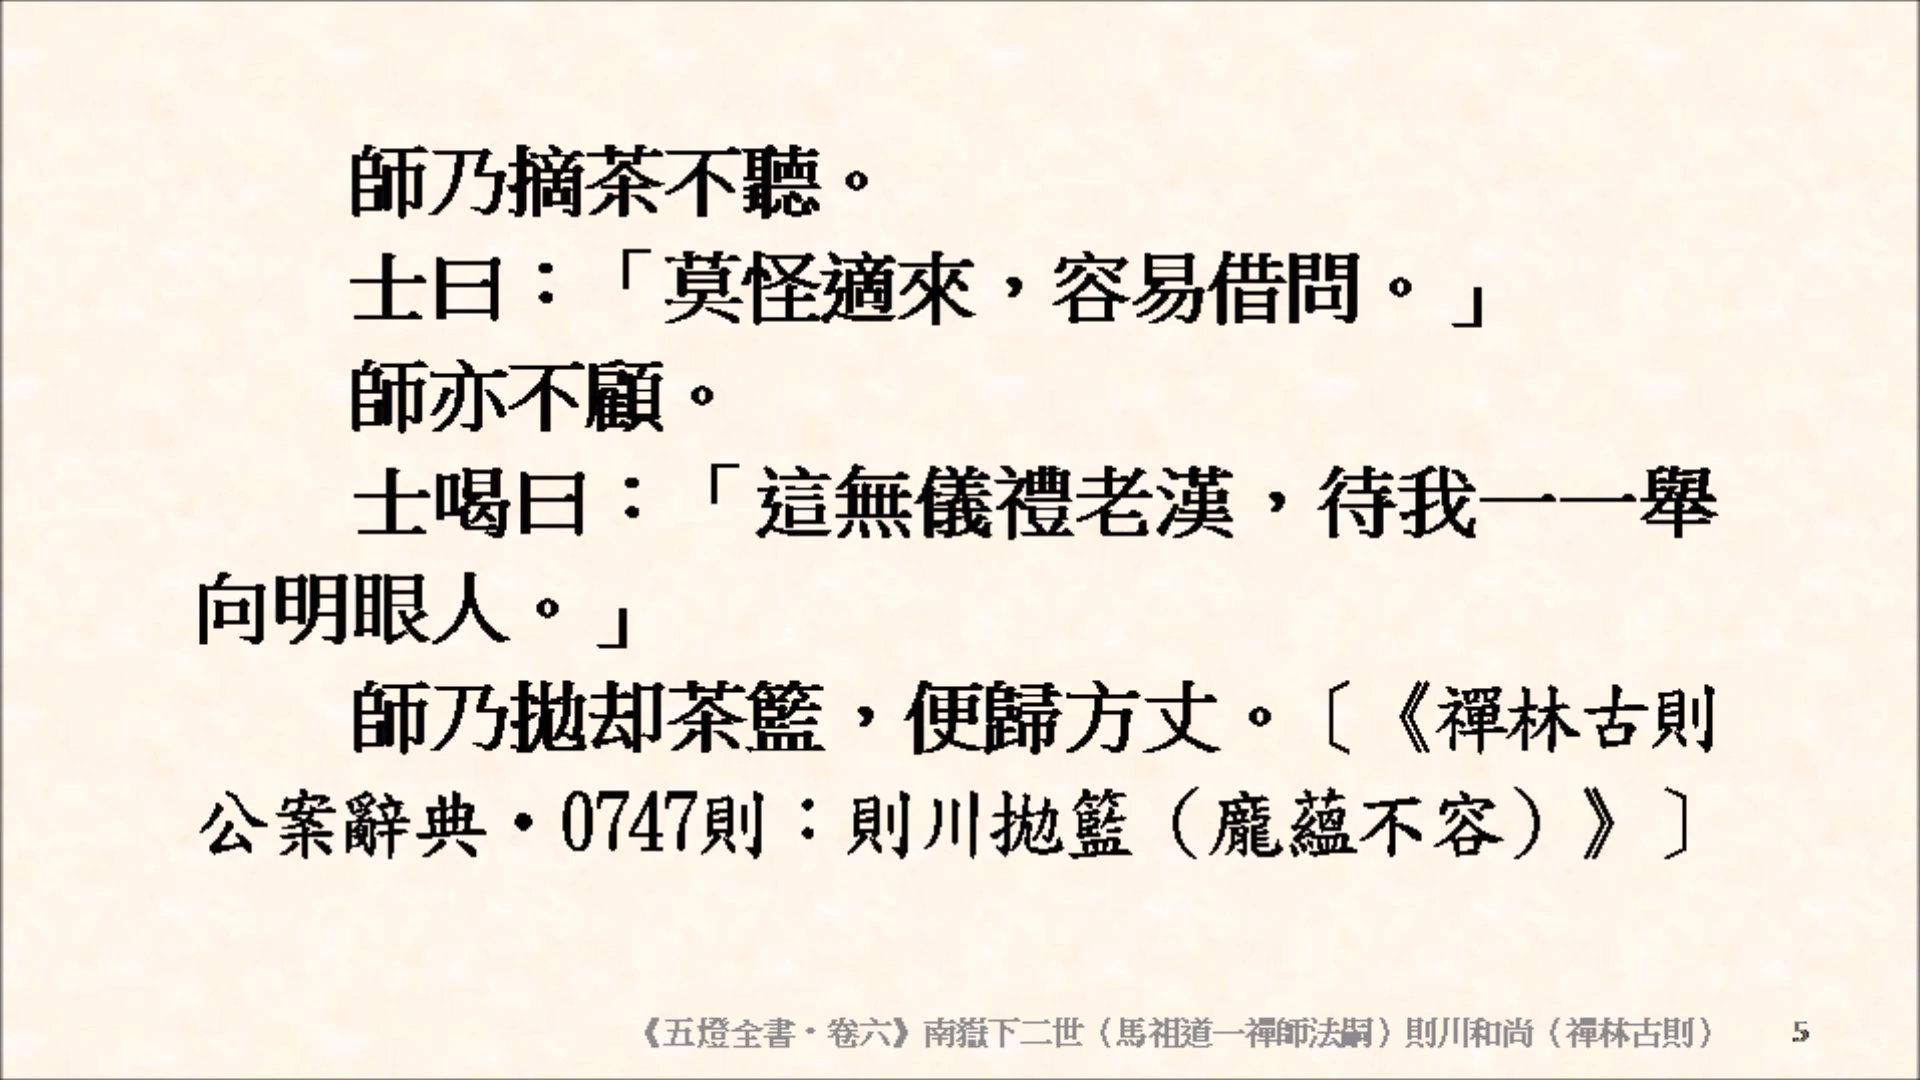 師乃摘茶不聽。
士曰：「莫怪適來，容易借問。」
師亦不顧。
士喝曰：「這無儀禮老漢，待我一一舉
向明眼人。」
師乃拋却茶籃，便歸方丈。〔《禪林古則
公案辭典‧0747則：則川拋籃（龐蘊不容）》〕
《五燈全書‧卷六》南嶽下二世（馬祖道一禪師法嗣）則川和尚（禪林古則） 5